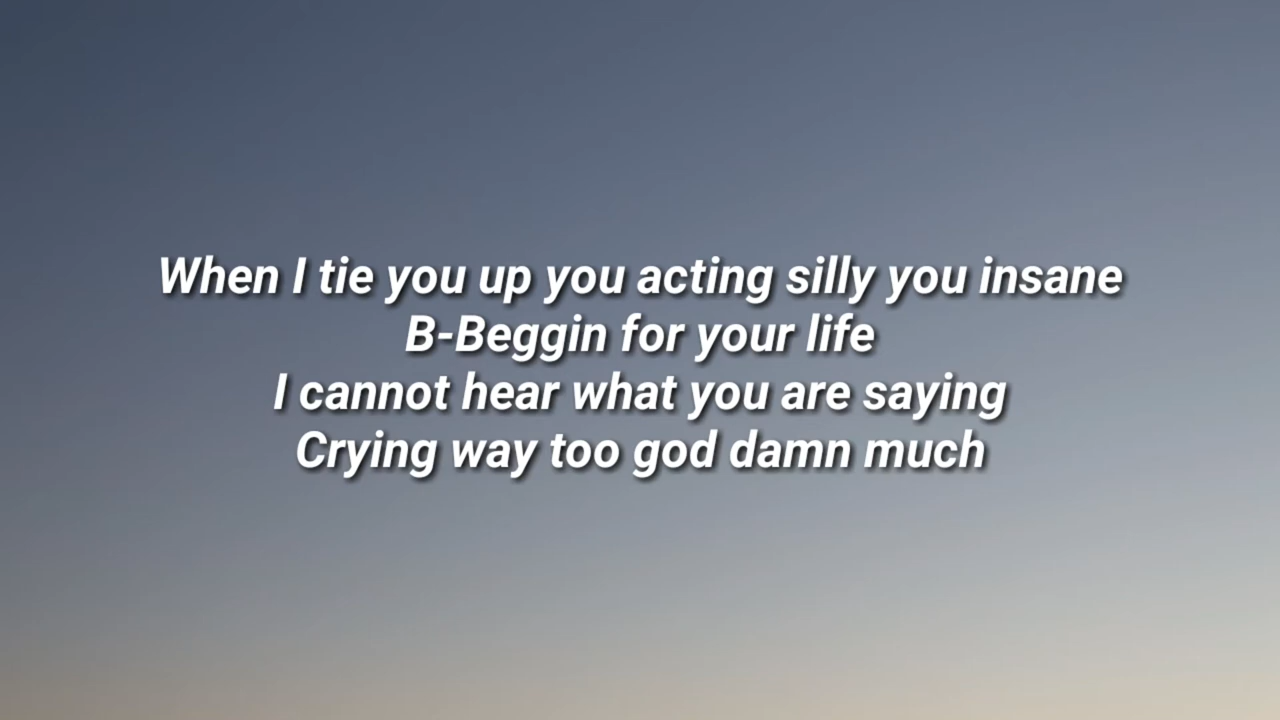 When I tie you up you acting silly you insane
B-Beggin for your life
I cannot hear what you are saying
Crying way too god damn much